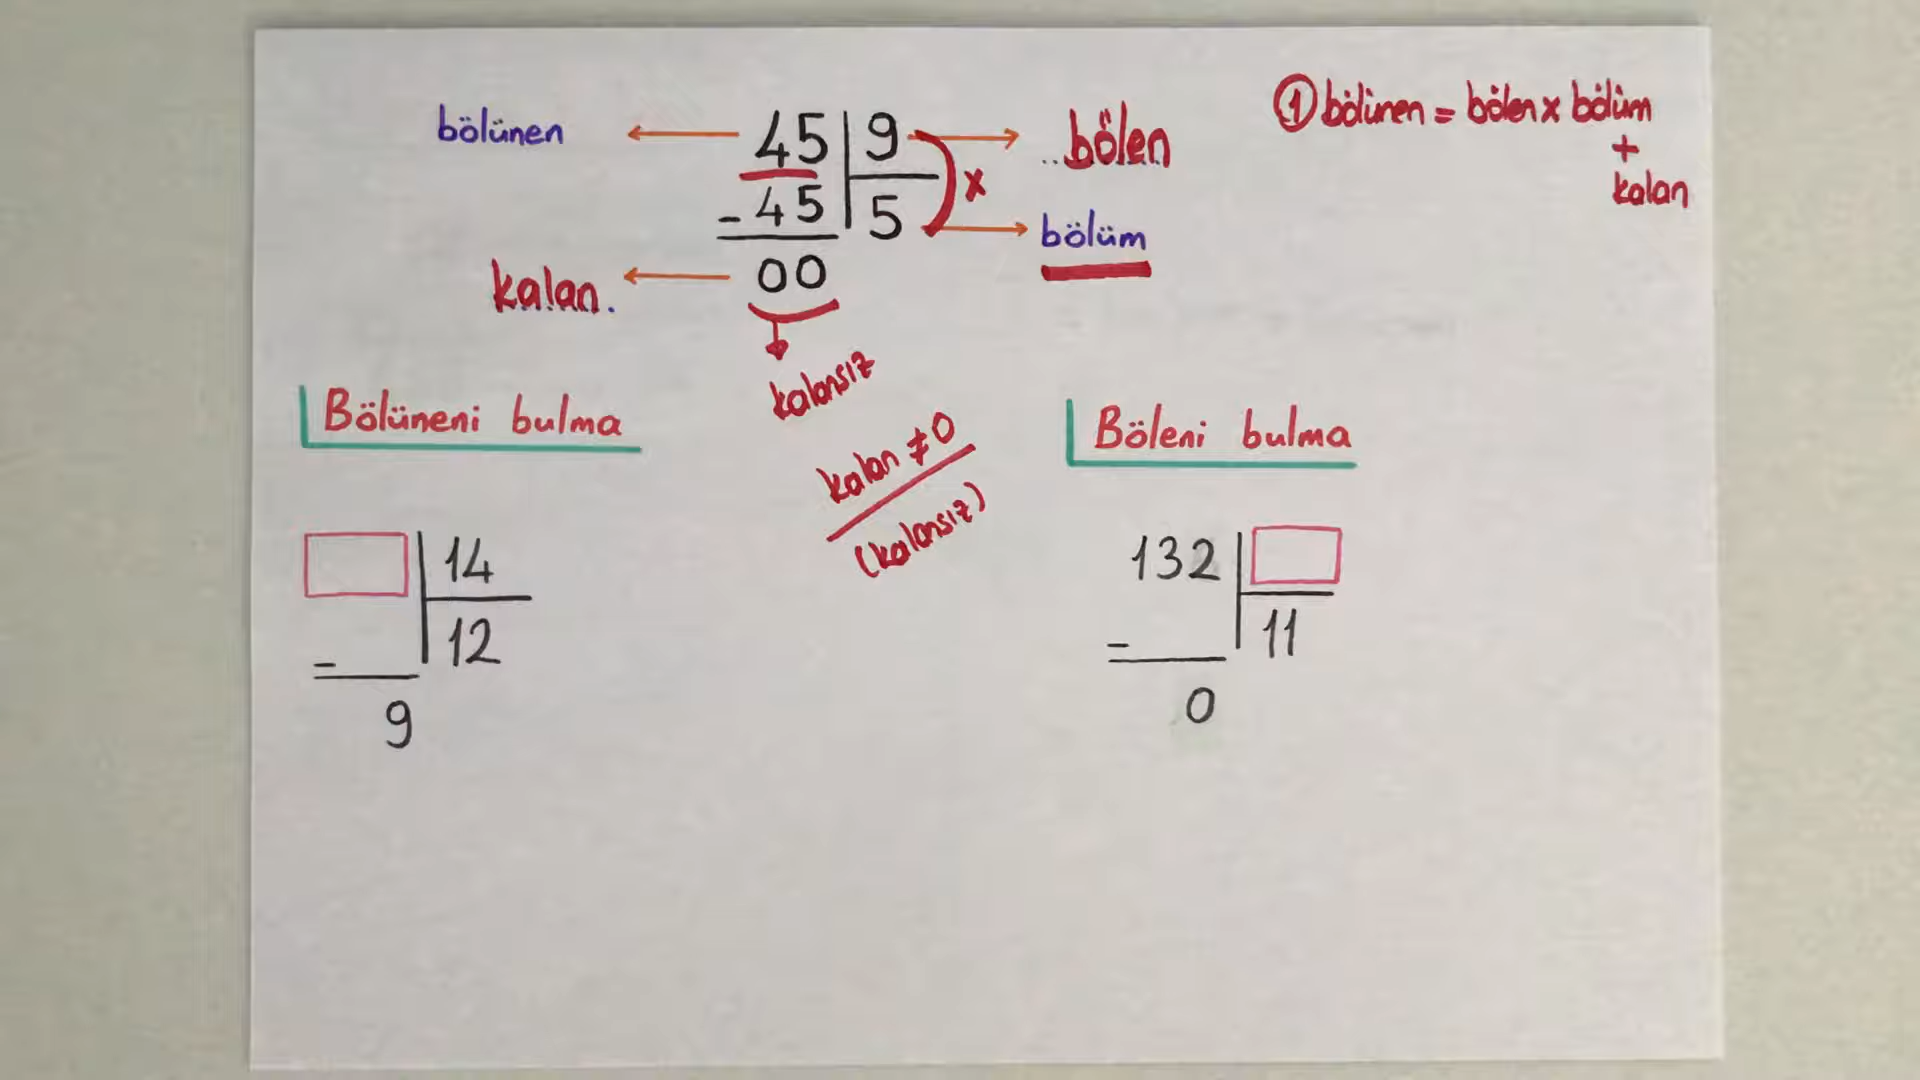 bölünen
45 9
bölen
- 45 5
x
bölüm
00
kalan.
kalansız
kalan ≠ 0
(kalansız)
① bölünen = bölen x bölüm
+
kalan
Bölüneni bulma
14
12
-
9
Böleni bulma
132
11
-
0